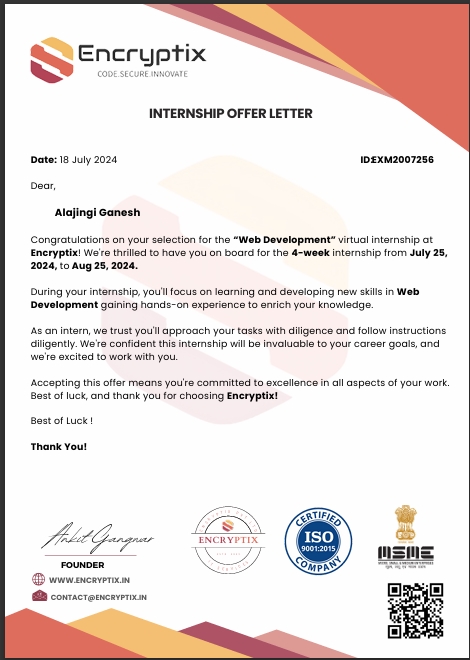 Encryptix
CODE.SECURE.INNOVATE
INTERNSHIP OFFER LETTER
Date: 18 July 2024
ID:EXM2007256
Dear,
Alajingi Ganesh
Congratulations on your selection for the “Web Development” virtual internship at
Encryptix! We're thrilled to have you on board for the 4-week internship from July 25,
2024, to Aug 25, 2024.
During your internship, you'll focus on learning and developing new skills in Web
Development gaining hands-on experience to enrich your knowledge.
As an intern, we trust you'll approach your tasks with diligence and follow instructions
diligently. We're confident this internship will be invaluable to your career goals, and
we're excited to work with you.
Accepting this offer means you're committed to excellence in all aspects of your work.
Best of luck, and thank you for choosing Encryptix!
Best of Luck !
Thank You!
Ankit Gangwar
FOUNDER
WWW.ENCRYPTIX.IN
CONTACT@ENCRYPTIX.IN
ENCRYPTIX
CERTIFIED
ISO
9001:2015
COMPANY
MSME
MICRO, SMALL & MEDIUM ENTERPRISES